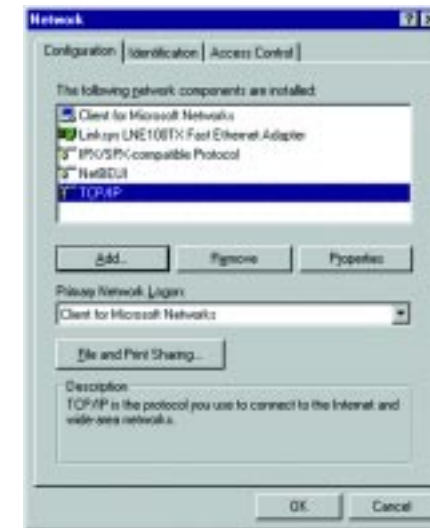 Network
Configuration Identification Access Control
The following network components are installed:
Client for Microsoft Networks
Linksys LNE100TX Fast Ethernet Adapter
IPX/SPX-compatible Protocol
NetBEUI
TCP/IP
Add... Remove Properties
Primary Network Logon:
Client for Microsoft Networks
File and Print Sharing...
Description
TCP/IP is the protocol you use to connect to the Internet and
wide-area networks.
OK Cancel